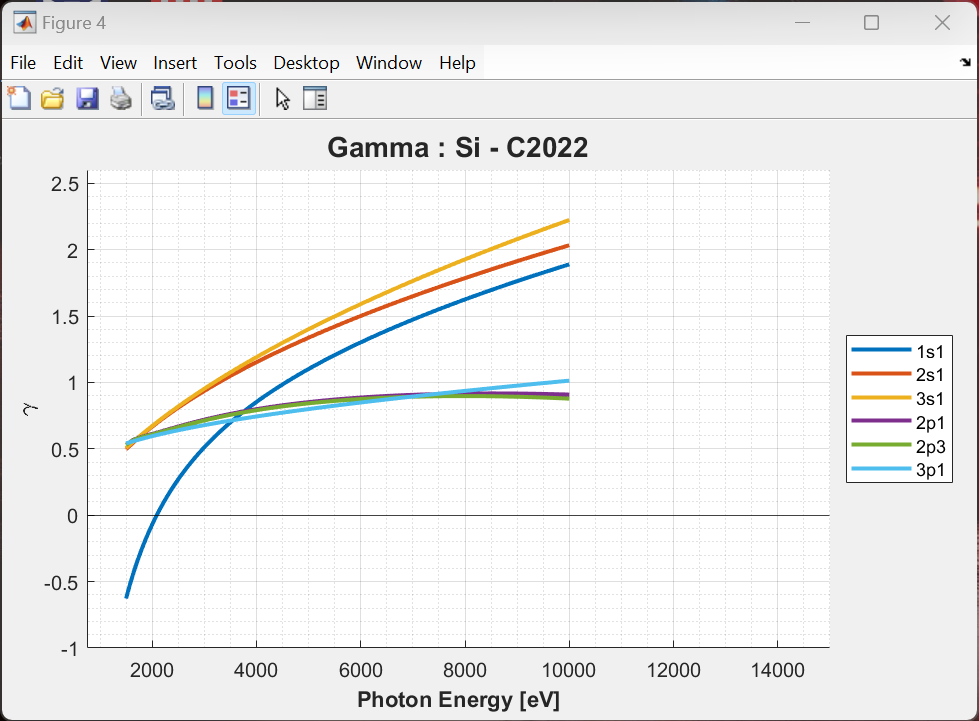 Figure 4
File Edit View Insert Tools Desktop Window Help
Gamma : Si - C2022
2.5
2
1.5
1
0.5
0
-0.5
-1
γ
2000 4000 6000 8000 10000 12000 14000
Photon Energy [eV]
1s1
2s1
3s1
2p1
2p3
3p1